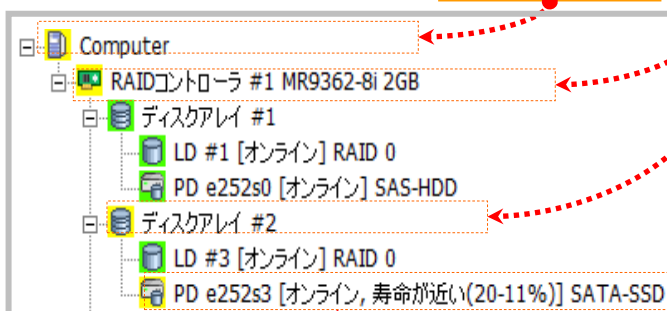 Computer
RAIDコントローラ #1 MR9362-8i 2GB
ディスクアレイ #1
LD #1 [オンライン] RAID 0
PD e252s0 [オンライン] SAS-HDD
ディスクアレイ #2
LD #3 [オンライン] RAID 0
PD e252s3 [オンライン, 寿命が近い(20-11%)] SATA-SSD